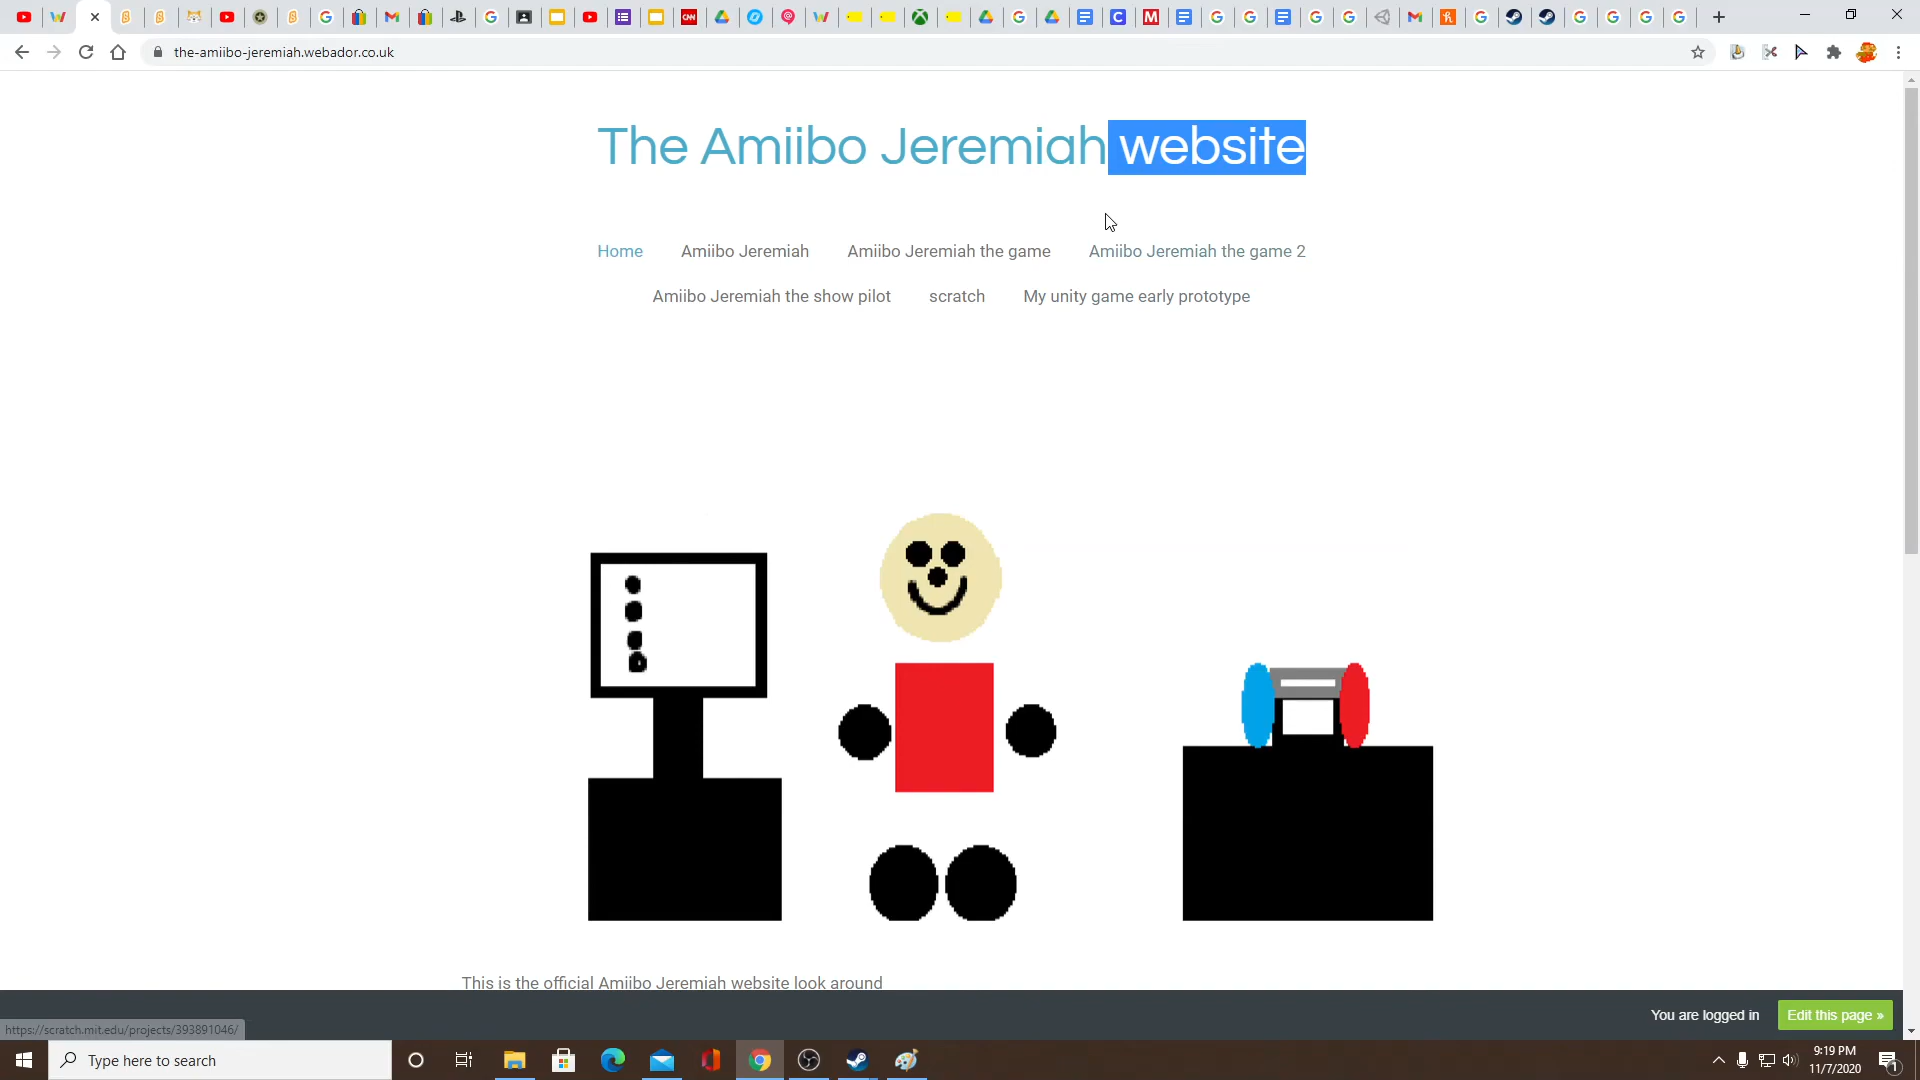 the-amiibo-jeremiah.webador.co.uk
The Amiibo Jeremiah website
Home Amiibo Jeremiah Amiibo Jeremiah the game Amiibo Jeremiah the game 2
Amiibo Jeremiah the show pilot scratch My unity game early prototype
This is the official Amiibo Jeremiah website look around
You are logged in Edit this page »
https://scratch.mit.edu/projects/393891046/
Type here to search
9:19 PM
11/7/2020